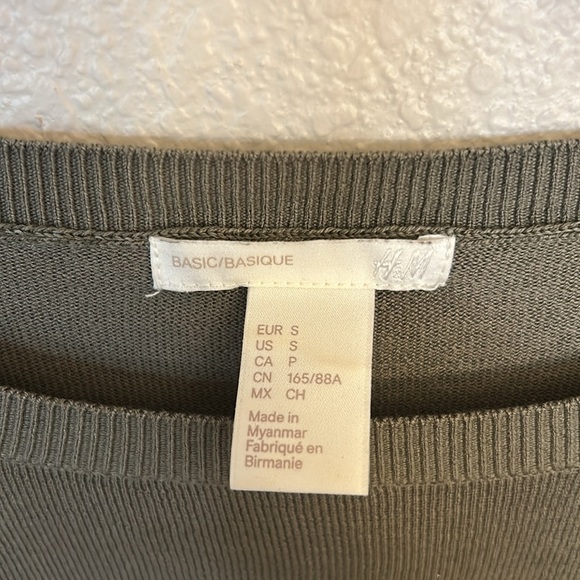 BASIC/BASIQUE
H&M
EUR S
US S
CA P
CN 165/88A
MX CH
Made in
Myanmar
Fabriqué en
Birmanie